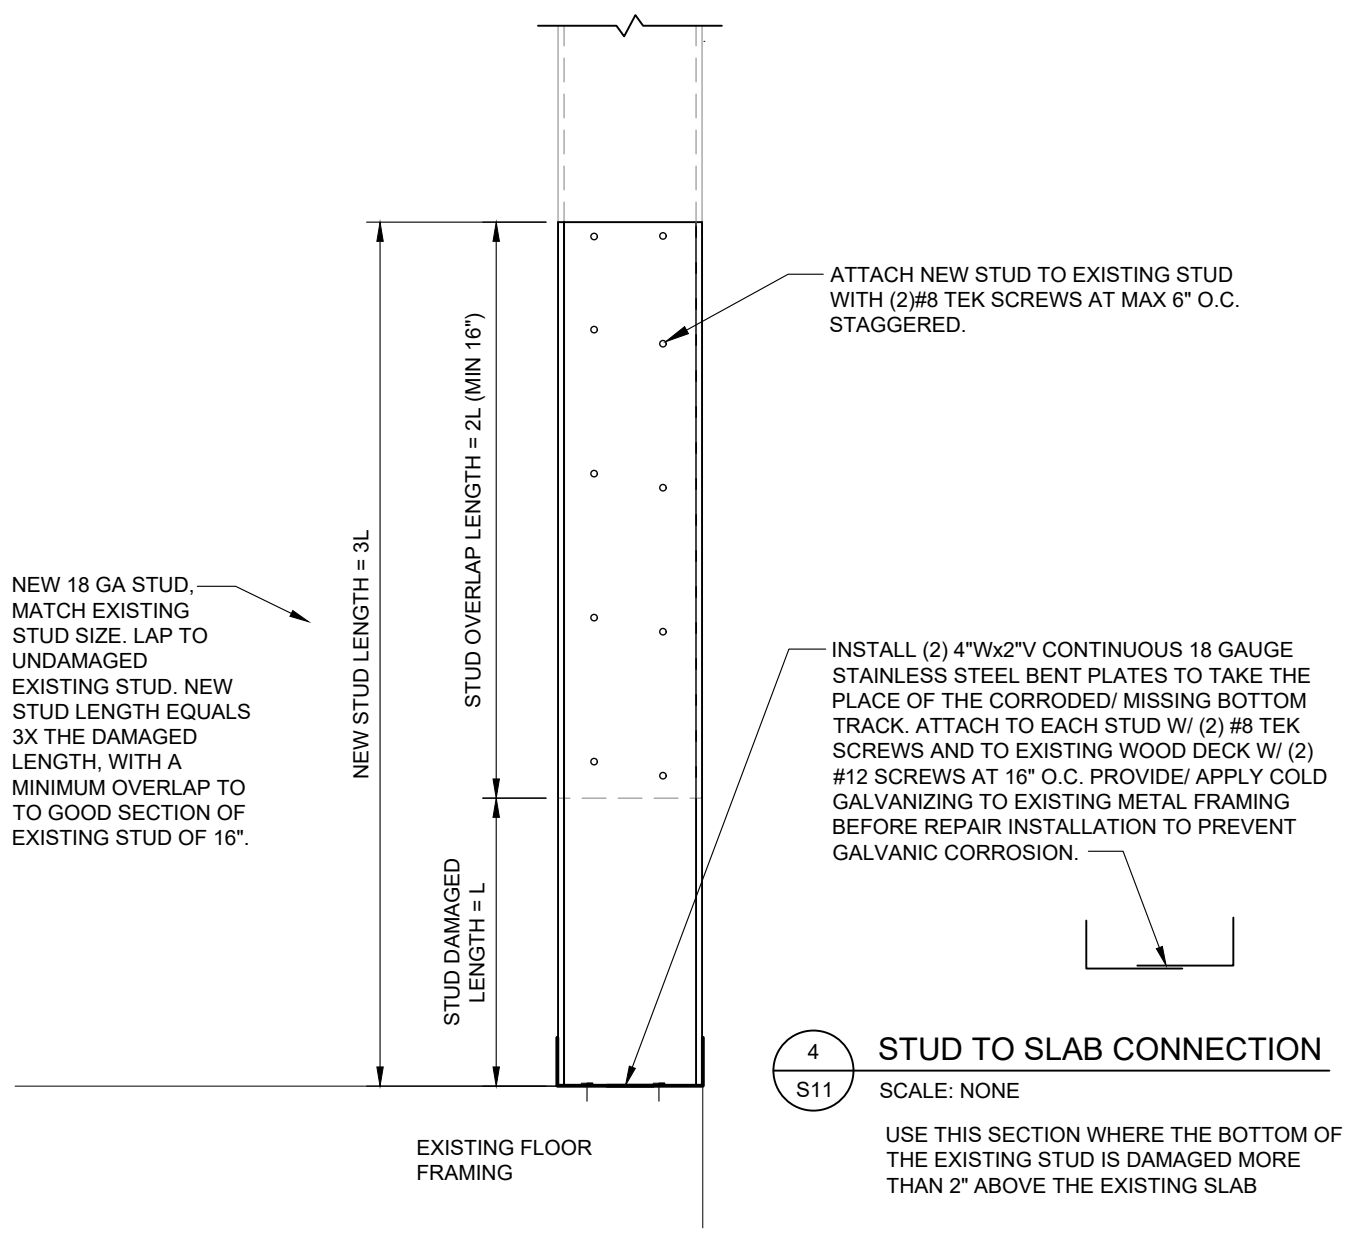 ATTACH NEW STUD TO EXISTING STUD
WITH (2)#8 TEK SCREWS AT MAX 6" O.C.
STAGGERED.
STUD OVERLAP LENGTH = 2L (MIN 16")
NEW STUD LENGTH = 3L
NEW 18 GA STUD,
MATCH EXISTING
STUD SIZE. LAP TO
UNDAMAGED
EXISTING STUD. NEW
STUD LENGTH EQUALS
3X THE DAMAGED
LENGTH, WITH A
MINIMUM OVERLAP TO
TO GOOD SECTION OF
EXISTING STUD OF 16".
INSTALL (2) 4"Wx2"V CONTINUOUS 18 GAUGE
STAINLESS STEEL BENT PLATES TO TAKE THE
PLACE OF THE CORRODED/ MISSING BOTTOM
TRACK. ATTACH TO EACH STUD W/ (2) #8 TEK
SCREWS AND TO EXISTING WOOD DECK W/ (2)
#12 SCREWS AT 16" O.C. PROVIDE/ APPLY COLD
GALVANIZING TO EXISTING METAL FRAMING
BEFORE REPAIR INSTALLATION TO PREVENT
GALVANIC CORROSION.
STUD DAMAGED
LENGTH = L
4
S11
STUD TO SLAB CONNECTION
SCALE: NONE
USE THIS SECTION WHERE THE BOTTOM OF
THE EXISTING STUD IS DAMAGED MORE
THAN 2" ABOVE THE EXISTING SLAB
EXISTING FLOOR
FRAMING